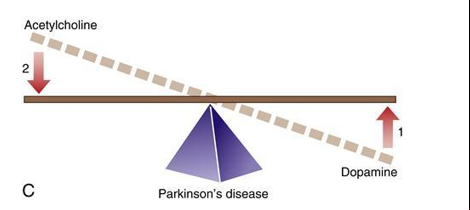 Acetylcholine
2
1
Dopamine
C
Parkinson's disease